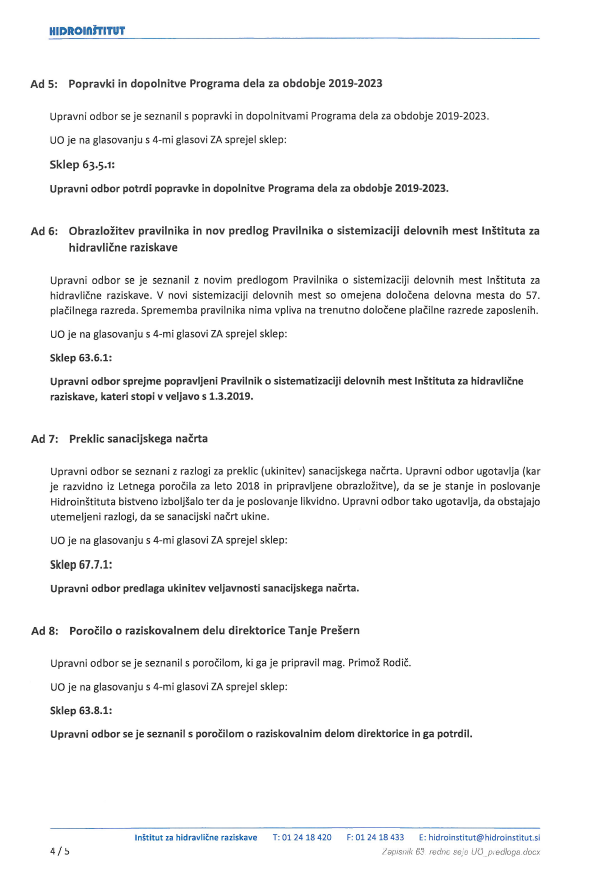 HIDROINŠTITUT
Ad 5: Popravki in dopolnitve Programa dela za obdobje 2019-2023
Upravni odbor se je seznanil s popravki in dopolnitvami Programa dela za obdobje 2019-2023.
UO je na glasovanju s 4-mi glasovi ZA sprejel sklep:
Sklep 63.5.1:
Upravni odbor potrdi popravke in dopolnitve Programa dela za obdobje 2019-2023.
Ad 6: Obrazložitev pravilnika in nov predlog Pravilnika o sistemizaciji delovnih mest Inštituta za
hidravlične raziskave
Upravni odbor se je seznanil z novim predlogom Pravilnika o sistemizaciji delovnih mest Inštituta za
hidravlične raziskave. V novi sistemizaciji delovnih mest so omejena določena delovna mesta do 57.
plačilnega razreda. Sprememba pravilnika nima vpliva na trenutno določene plačilne razrede zaposlenih.
UO je na glasovanju s 4-mi glasovi ZA sprejel sklep:
Sklep 63.6.1:
Upravni odbor sprejme popravljeni Pravilnik o sistematizaciji delovnih mest Inštituta za hidravlične
raziskave, kateri stopi v veljavo s 1.3.2019.
Ad 7: Preklic sanacijskega načrta
Upravni odbor se seznani z razlogi za preklic (ukinitev) sanacijskega načrta. Upravni odbor ugotavlja (kar
je razvidno iz Letnega poročila za leto 2018 in pripravljene obrazložitve), da se je stanje in poslovanje
Hidroinštituta bistveno izboljšalo ter da je poslovanje likvidno. Upravni odbor tako ugotavlja, da obstajajo
utemeljeni razlogi, da se sanacijski načrt ukine.
UO je na glasovanju s 4-mi glasovi ZA sprejel sklep:
Sklep 67.7.1:
Upravni odbor predlaga ukinitev veljavnosti sanacijskega načrta.
Ad 8: Poročilo o raziskovalnem delu direktorice Tanje Prešern
Upravni odbor se je seznanil s poročilom, ki ga je pripravil mag. Primož Rodič.
UO je na glasovanju s 4-mi glasovi ZA sprejel sklep:
Sklep 63.8.1:
Upravni odbor se je seznanil s poročilom o raziskovalnim delom direktorice in ga potrdil.
Inštitut za hidravlične raziskave T: 01 24 18 420 F: 01 24 18 433 E: hidroinstitut@hidroinstitut.si
4 / 5 Zapisnik 63_redne seje UO_predloga.docx